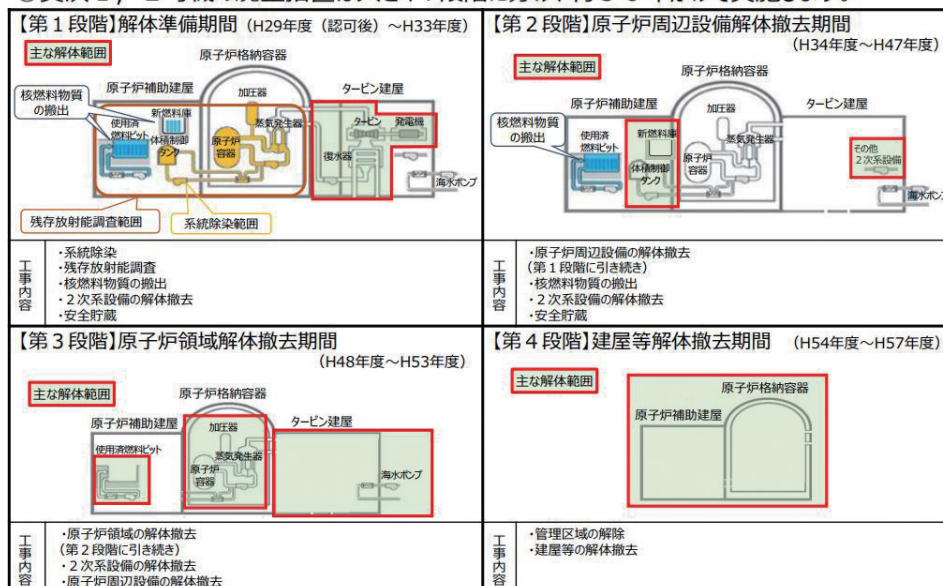 【第１段階】解体準備期間 (H29年度（認可後）～H33年度)
主な解体範囲
原子炉格納容器
原子炉補助建屋
タービン建屋
核燃料物質
の搬出
新燃料庫
使用済
燃料ピット
体積制御
タンク
加圧器
蒸気発生器
原子炉
容器
タービン
発電機
復水器
海水ポンプ
残存放射能調査範囲
系統除染範囲
工事内容
・系統除染
・残存放射能調査
・核燃料物質の搬出
・２次系設備の解体撤去
・安全貯蔵
【第２段階】原子炉周辺設備解体撤去期間
(H34年度～H47年度)
主な解体範囲
原子炉格納容器
原子炉補助建屋
タービン建屋
核燃料物質
の搬出
使用済
燃料ピット
新燃料庫
体積制御
タンク
加圧器
蒸気発生器
原子炉
容器
その他
２次系設備
海水ポンプ
工事内容
・原子炉周辺設備の解体撤去
(第１段階に引き続き)
・核燃料物質の搬出
・２次系設備の解体撤去
・安全貯蔵
【第３段階】原子炉領域解体撤去期間
(H48年度～H53年度)
主な解体範囲
原子炉格納容器
原子炉補助建屋
タービン建屋
使用済燃料ピット
加圧器
蒸気発生器
原子炉
容器
海水ポンプ
工事内容
・原子炉領域の解体撤去
(第２段階に引き続き)
・２次系設備の解体撤去
・原子炉周辺設備の解体撤去
【第４段階】建屋等解体撤去期間 (H54年度～H57年度)
主な解体範囲
原子炉格納容器
原子炉補助建屋
工事内容
・管理区域の解除
・建屋等の解体撤去